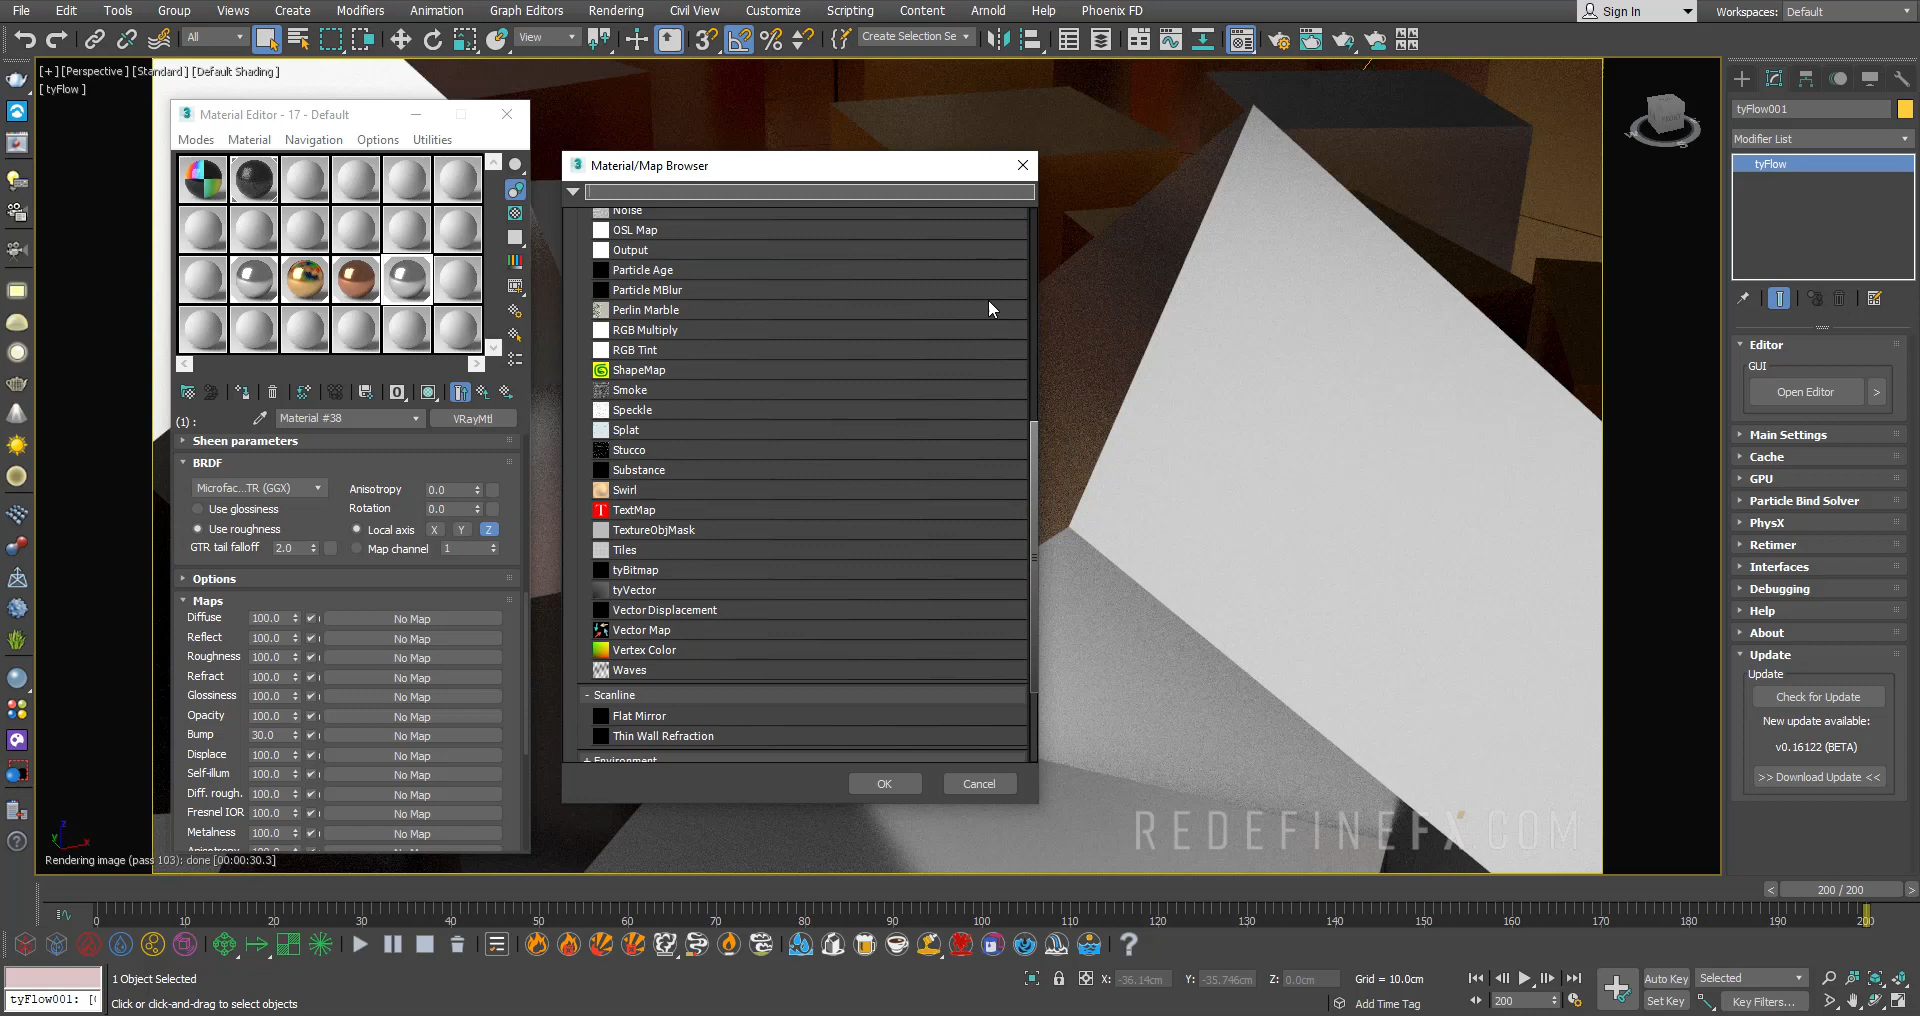 File Edit Tools Group Views Create Modifiers Animation Graph Editors Rendering Civil View Customize Scripting Content Arnold Help Phoenix FD Sign In Workspaces: Default
All View Create Selection Se
[+] [Perspective ] [Standard ] [Default Shading ]
[ tyFlow ]
Material Editor - 17 - Default
Modes Material Navigation Options Utilities
(1) : Material #38 VRayMtl
Sheen parameters
BRDF
Microfac...TR (GGX) Anisotropy 0.0
Use glossiness Rotation 0.0
Use roughness Local axis X Y Z
GTR tail falloff 2.0 Map channel 1
Options
Maps
Diffuse 100.0 No Map
Reflect 100.0 No Map
Roughness 100.0 No Map
Refract 100.0 No Map
Glossiness 100.0 No Map
Opacity 100.0 No Map
Bump 30.0 No Map
Displace 100.0 No Map
Self-illum 100.0 No Map
Diff. rough. 100.0 No Map
Fresnel IOR 100.0 No Map
Metalness 100.0 No Map
Rendering image (pass 103): done [00:00:30.3]
Material/Map Browser
Noise
OSL Map
Output
Particle Age
Particle MBlur
Perlin Marble
RGB Multiply
RGB Tint
ShapeMap
Smoke
Speckle
Splat
Stucco
Substance
Swirl
TextMap
TextureObjMask
Tiles
tyBitmap
tyVector
Vector Displacement
Vector Map
Vertex Color
Waves
- Scanline
Flat Mirror
Thin Wall Refraction
+ Environment
OK Cancel
REDEFINEFX.COM
tyFlow001
Modifier List
tyFlow
Editor
GUI
Open Editor >
Main Settings
Cache
GPU
Particle Bind Solver
PhysX
Retimer
Interfaces
Debugging
Help
About
Update
Update
Check for Update
New update available:
v0.16122 (BETA)
>> Download Update <<
< 200 / 200 >
0 10 20 30 40 50 60 70 80 90 100 110 120 130 140 150 160 170 180 190 200
1 Object Selected X: -36.14cm Y: -35.746cm Z: 0.0cm Grid = 10.0cm Auto Key Selected
tyFlow001: [ Click or click-and-drag to select objects Add Time Tag 200 Set Key Key Filters...